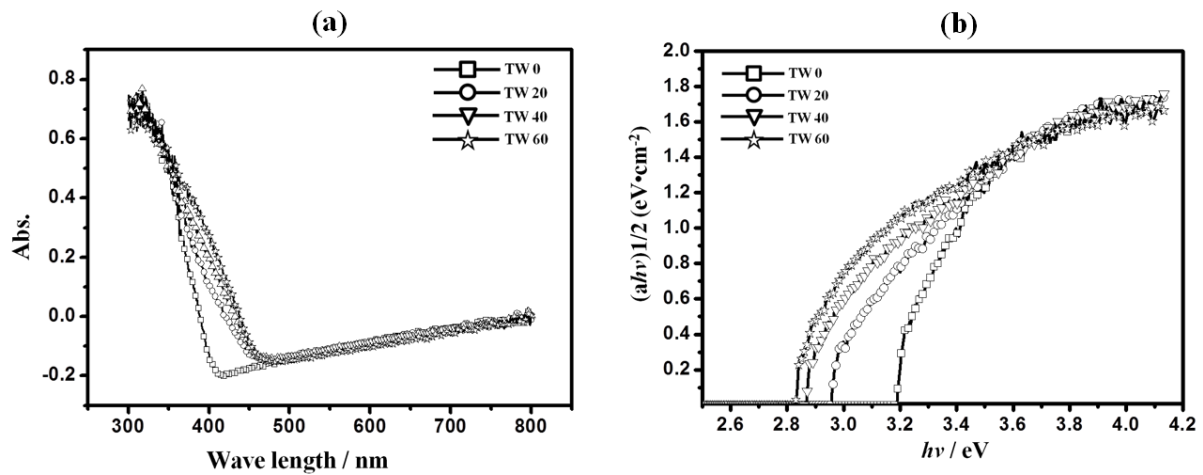 (a)
0.8
0.6
0.4
0.2
0.0
-0.2
Abs.
300 400 500 600 700 800
Wave length / nm
TW 0
TW 20
TW 40
TW 60
(b)
2.0
1.8
1.6
1.4
1.2
1.0
0.8
0.6
0.4
0.2
(ahν)1/2 (eV•cm-2)
2.6 2.8 3.0 3.2 3.4 3.6 3.8 4.0 4.2
hν / eV
TW 0
TW 20
TW 40
TW 60